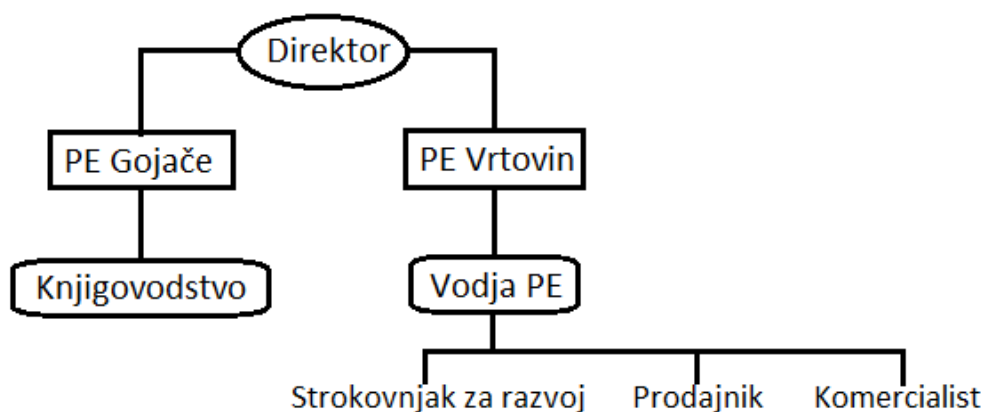 Direktor
PE Gojače
PE Vrtovin
Knjigovodstvo
Vodja PE
Strokovnjak za razvoj
Prodajnik
Komercialist